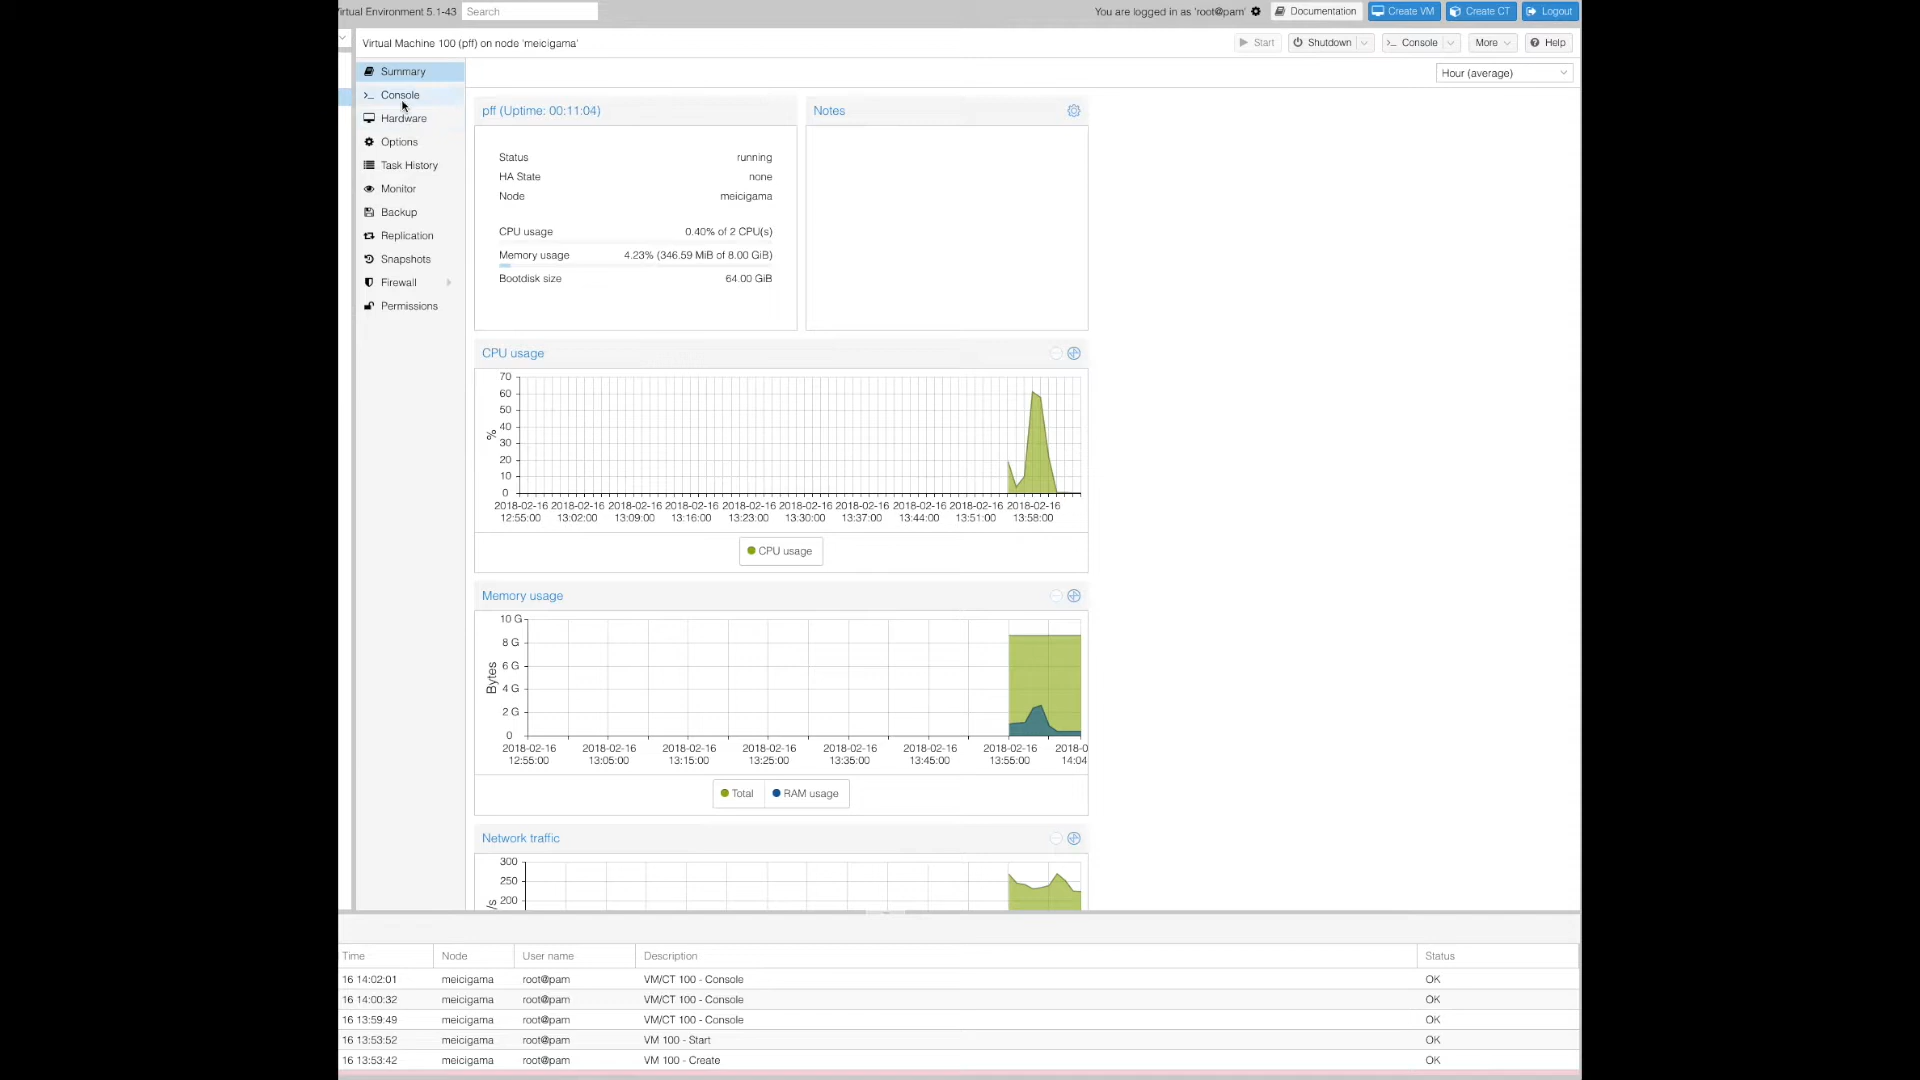 irtual Environment 5.1-43
Search
You are logged in as 'root@pam'
Documentation
Create VM
Create CT
Logout
Virtual Machine 100 (pff) on node 'meicigama'
Start
Shutdown
Console
More
Help
Summary
Console
Hardware
Options
Task History
Monitor
Backup
Replication
Snapshots
Firewall
Permissions
Hour (average)
pff (Uptime: 00:11:04)
Status running
HA State none
Node meicigama
CPU usage 0.40% of 2 CPU(s)
Memory usage 4.23% (346.59 MiB of 8.00 GiB)
Bootdisk size 64.00 GiB
Notes
CPU usage
70
60
50
40
30
20
10
0
%
2018-02-16 2018-02-16 2018-02-16 2018-02-16 2018-02-16 2018-02-16 2018-02-16 2018-02-16 2018-02-16 2018-02-16
12:55:00 13:02:00 13:09:00 13:16:00 13:23:00 13:30:00 13:37:00 13:44:00 13:51:00 13:58:00
CPU usage
Memory usage
10 G
8 G
6 G
4 G
2 G
0
Bytes
2018-02-16 2018-02-16 2018-02-16 2018-02-16 2018-02-16 2018-02-16 2018-02-16 2018-0
12:55:00 13:05:00 13:15:00 13:25:00 13:35:00 13:45:00 13:55:00 14:04
Total RAM usage
Network traffic
300
250
200
/s
Time Node User name Description Status
16 14:02:01 meicigama root@pam VM/CT 100 - Console OK
16 14:00:32 meicigama root@pam VM/CT 100 - Console OK
16 13:59:49 meicigama root@pam VM/CT 100 - Console OK
16 13:53:52 meicigama root@pam VM 100 - Start OK
16 13:53:42 meicigama root@pam VM 100 - Create OK